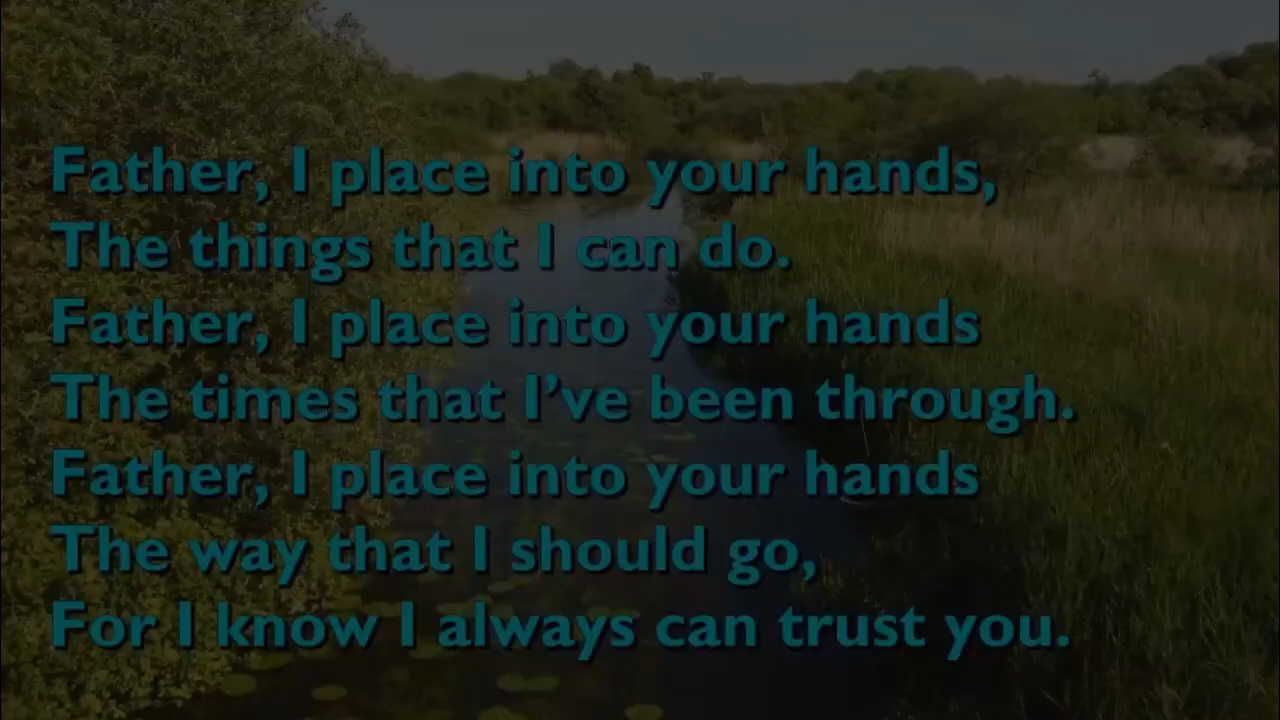 Father, I place into your hands,
The things that I can do.
Father, I place into your hands
The times that I’ve been through.
Father, I place into your hands
The way that I should go,
For I know I always can trust you.